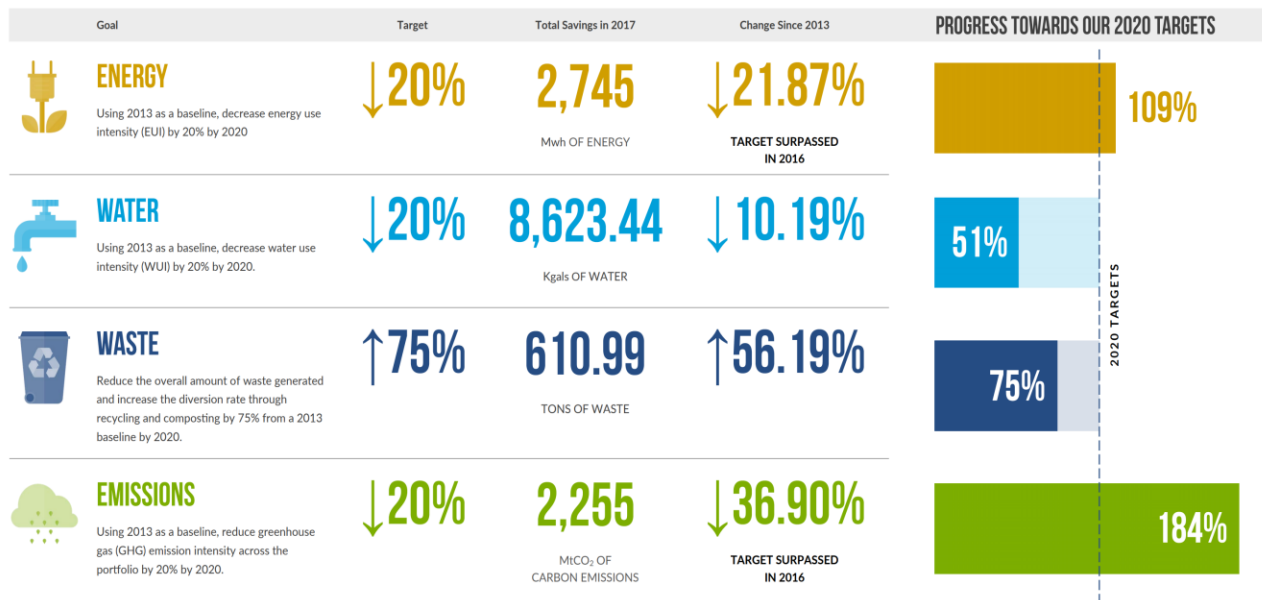 Goal Target Total Savings in 2017 Change Since 2013 PROGRESS TOWARDS OUR 2020 TARGETS
ENERGY
Using 2013 as a baseline, decrease energy use
intensity (EUI) by 20% by 2020
↓20%
2,745
Mwh OF ENERGY
↓21.87%
TARGET SURPASSED
IN 2016
109%
WATER
Using 2013 as a baseline, decrease water use
intensity (WUI) by 20% by 2020.
↓20%
8,623.44
Kgals OF WATER
↓10.19%
51%
2020 TARGETS
WASTE
Reduce the overall amount of waste generated
and increase the diversion rate through
recycling and composting by 75% from a 2013
baseline by 2020.
↑75%
610.99
TONS OF WASTE
↑56.19%
75%
EMISSIONS
Using 2013 as a baseline, reduce greenhouse
gas (GHG) emission intensity across the
portfolio by 20% by 2020.
↓20%
2,255
MtCO₂ OF
CARBON EMISSIONS
↓36.90%
TARGET SURPASSED
IN 2016
184%